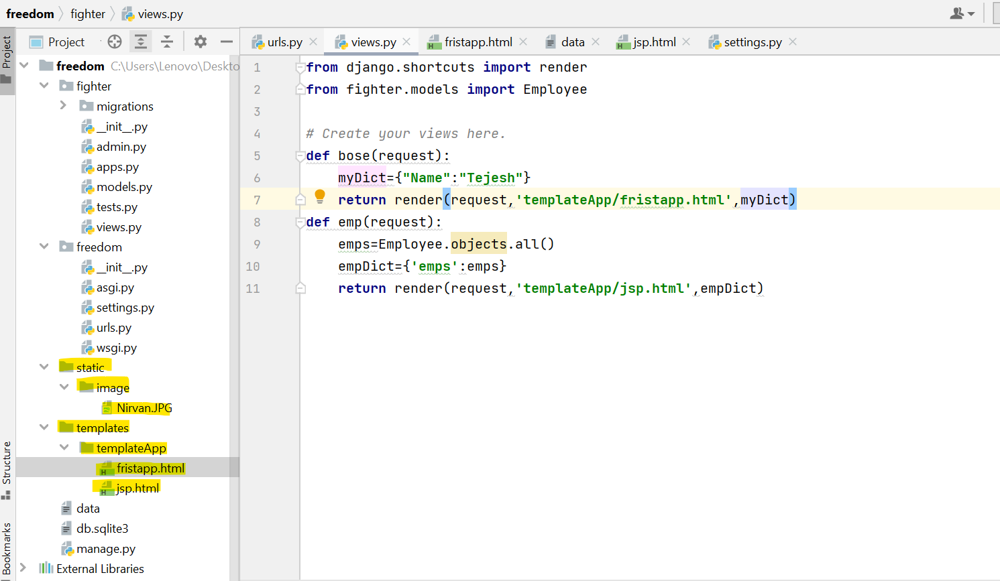 freedom fighter views.py
Project
urls.py views.py fristapp.html data jsp.html settings.py
Project
freedom C:\Users\Lenovo\Deskto
fighter
migrations
__init__.py
admin.py
apps.py
models.py
tests.py
views.py
freedom
__init__.py
asgi.py
settings.py
urls.py
wsgi.py
static
image
Nirvan.JPG
templates
templateApp
fristapp.html
jsp.html
data
db.sqlite3
manage.py
External Libraries
Structure
Bookmarks
1 from django.shortcuts import render
2 from fighter.models import Employee
3
4 # Create your views here.
5 def bose(request):
6 myDict={"Name":"Tejesh"}
7 return render(request,'templateApp/fristapp.html',myDict)
8 def emp(request):
9 emps=Employee.objects.all()
10 empDict={'emps':emps}
11 return render(request,'templateApp/jsp.html',empDict)